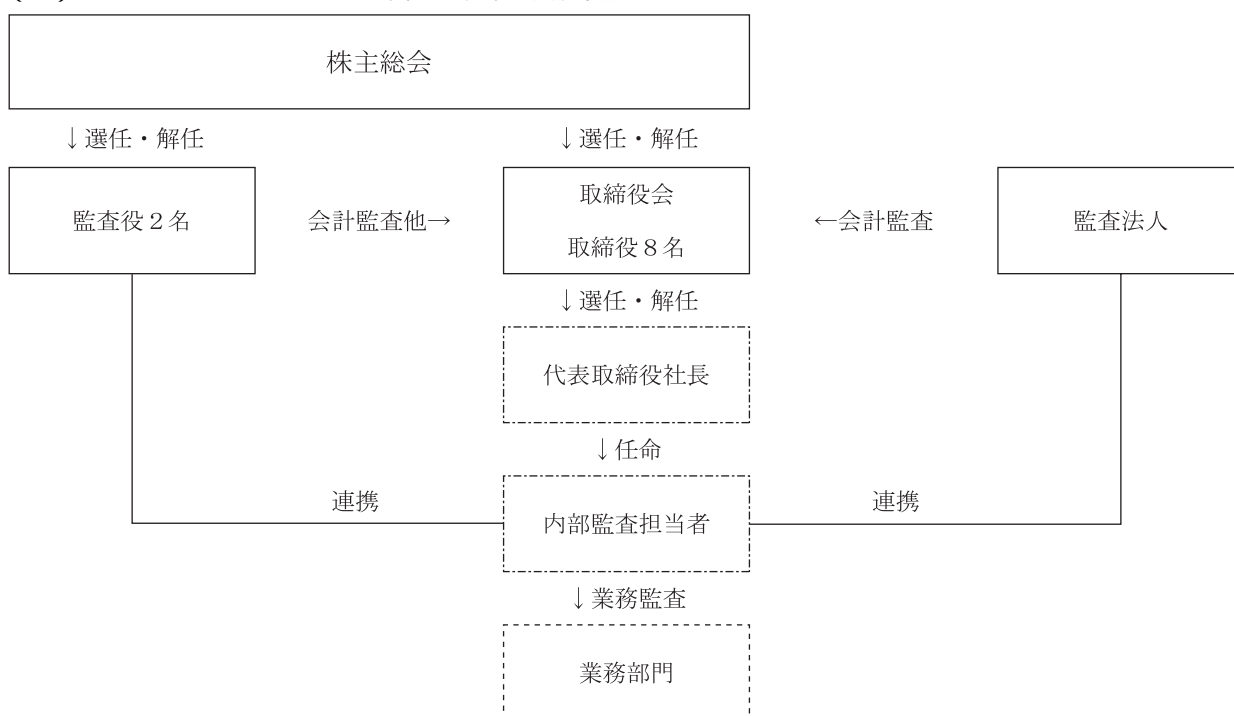 株主総会
↓選任・解任
↓選任・解任
監査役２名
会計監査他→
取締役会
取締役８名
←会計監査
監査法人
↓選任・解任
代表取締役社長
↓任命
連携
内部監査担当者
連携
↓業務監査
業務部門